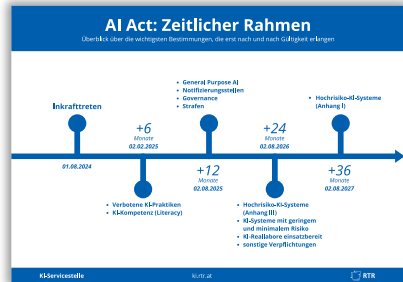 AI Act: Zeitlicher Rahmen
Überblick über die wichtigsten Bestimmungen, die erst nach und nach Gültigkeit erlangen
Inkrafttreten
01.08.2024
+6
Monate
02.02.2025
• Verbotene KI-Praktiken
• KI-Kompetenz (Literacy)
• General Purpose AI
• Notifizierungsstellen
• Governance
• Strafen
+12
Monate
02.08.2025
+24
Monate
02.08.2026
• Hochrisiko-KI-Systeme
(Anhang III)
• KI-Systeme mit geringem
und minimalem Risiko
• KI-Reallabore einsatzbereit
• sonstige Verpflichtungen
• Hochrisiko-KI-Systeme
(Anhang I)
+36
Monate
02.08.2027
KI-Servicestelle
ki.rtr.at
RTR